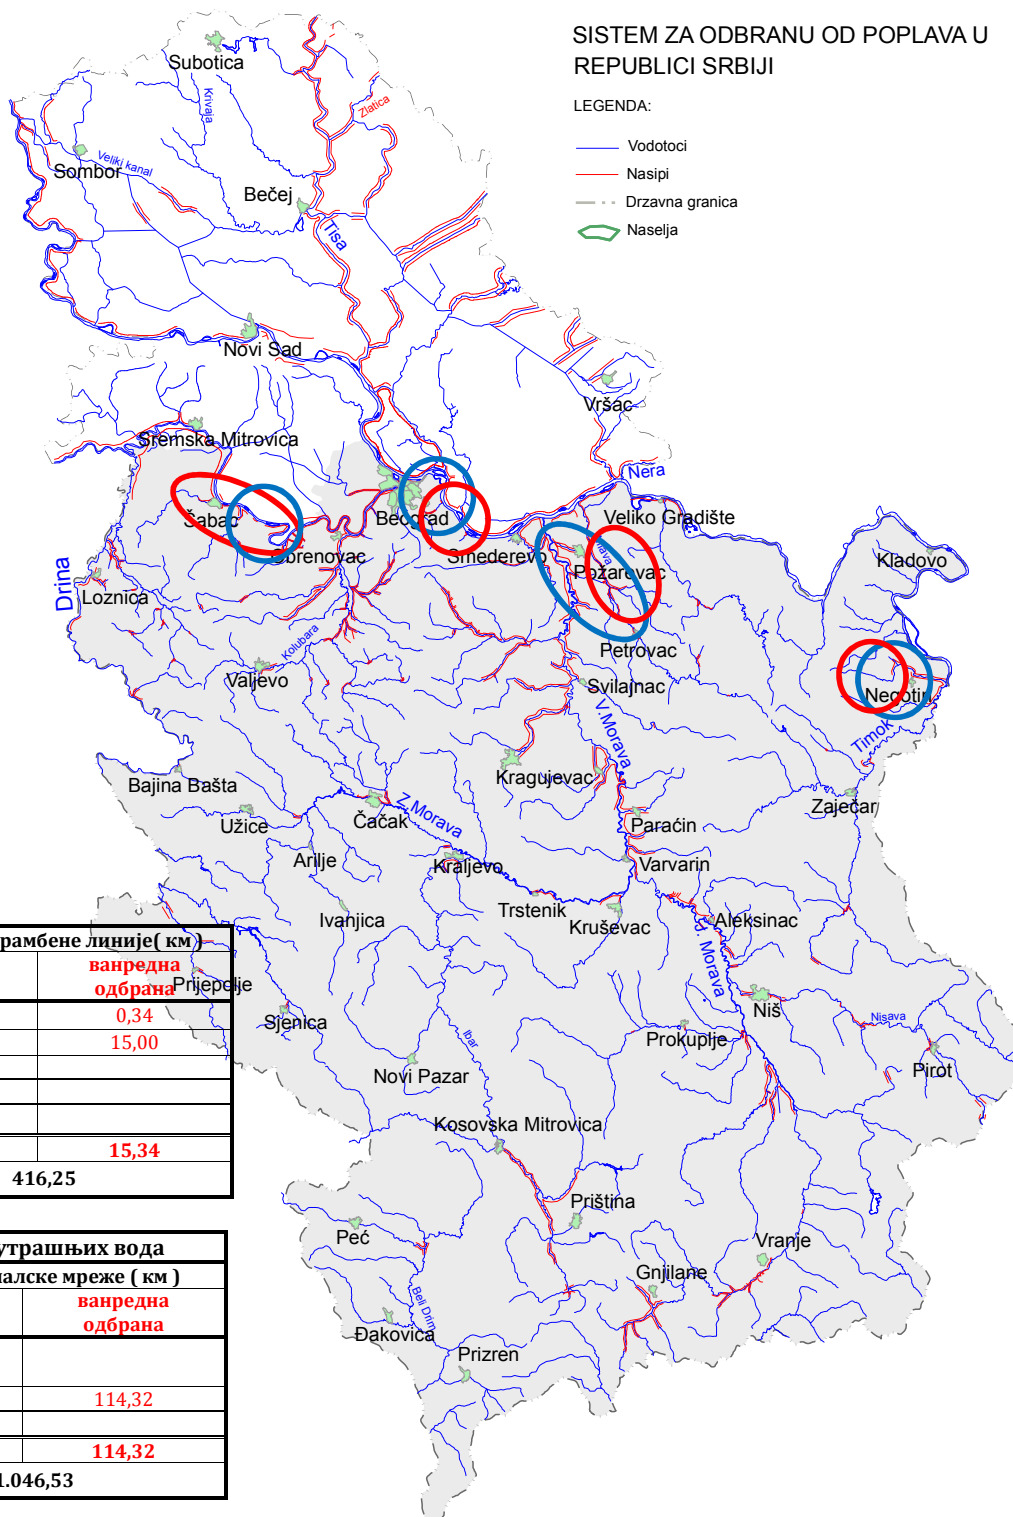 SISTEM ZA ODBRANU OD POPLAVA U
REPUBLICI SRBIJI
LEGENDA:
Vodotoci
Nasipi
Drzavna granica
Naselja
Subotica
Krivaja
Zlatica
Veliki kanal
Sombor
Bečej
Tisa
Novi Sad
Vršac
Sremska Mitrovica
Nera
Šabac
Beograd
Veliko Gradište
Obrenovac
Smederevo
Kladovo
Požarevac
Drina
Loznica
Kolubara
Petrovac
Valjevo
Svilajnac
Negotin
V.Morava
Timok
Bajina Bašta
Kragujevac
Zaječar
Užice
Čačak
Z.Morava
Paraćin
Arilje
Kraljevo
Varvarin
Ivanjica
Trstenik
Kruševac
Aleksinac
J. Morava
Prijepolje
Sjenica
Niš
Nisava
Ibar
Prokuplje
Pirot
Novi Pazar
Kosovska Mitrovica
Priština
Peć
Vranje
Gnjilane
Beli Drim
Đakovica
Prizren
рамбене линије( км )
ванредна
одбрана
0,34
15,00
15,34
416,25
утрашњих вода
налске мреже ( км )
ванредна
одбрана
114,32
114,32
1.046,53